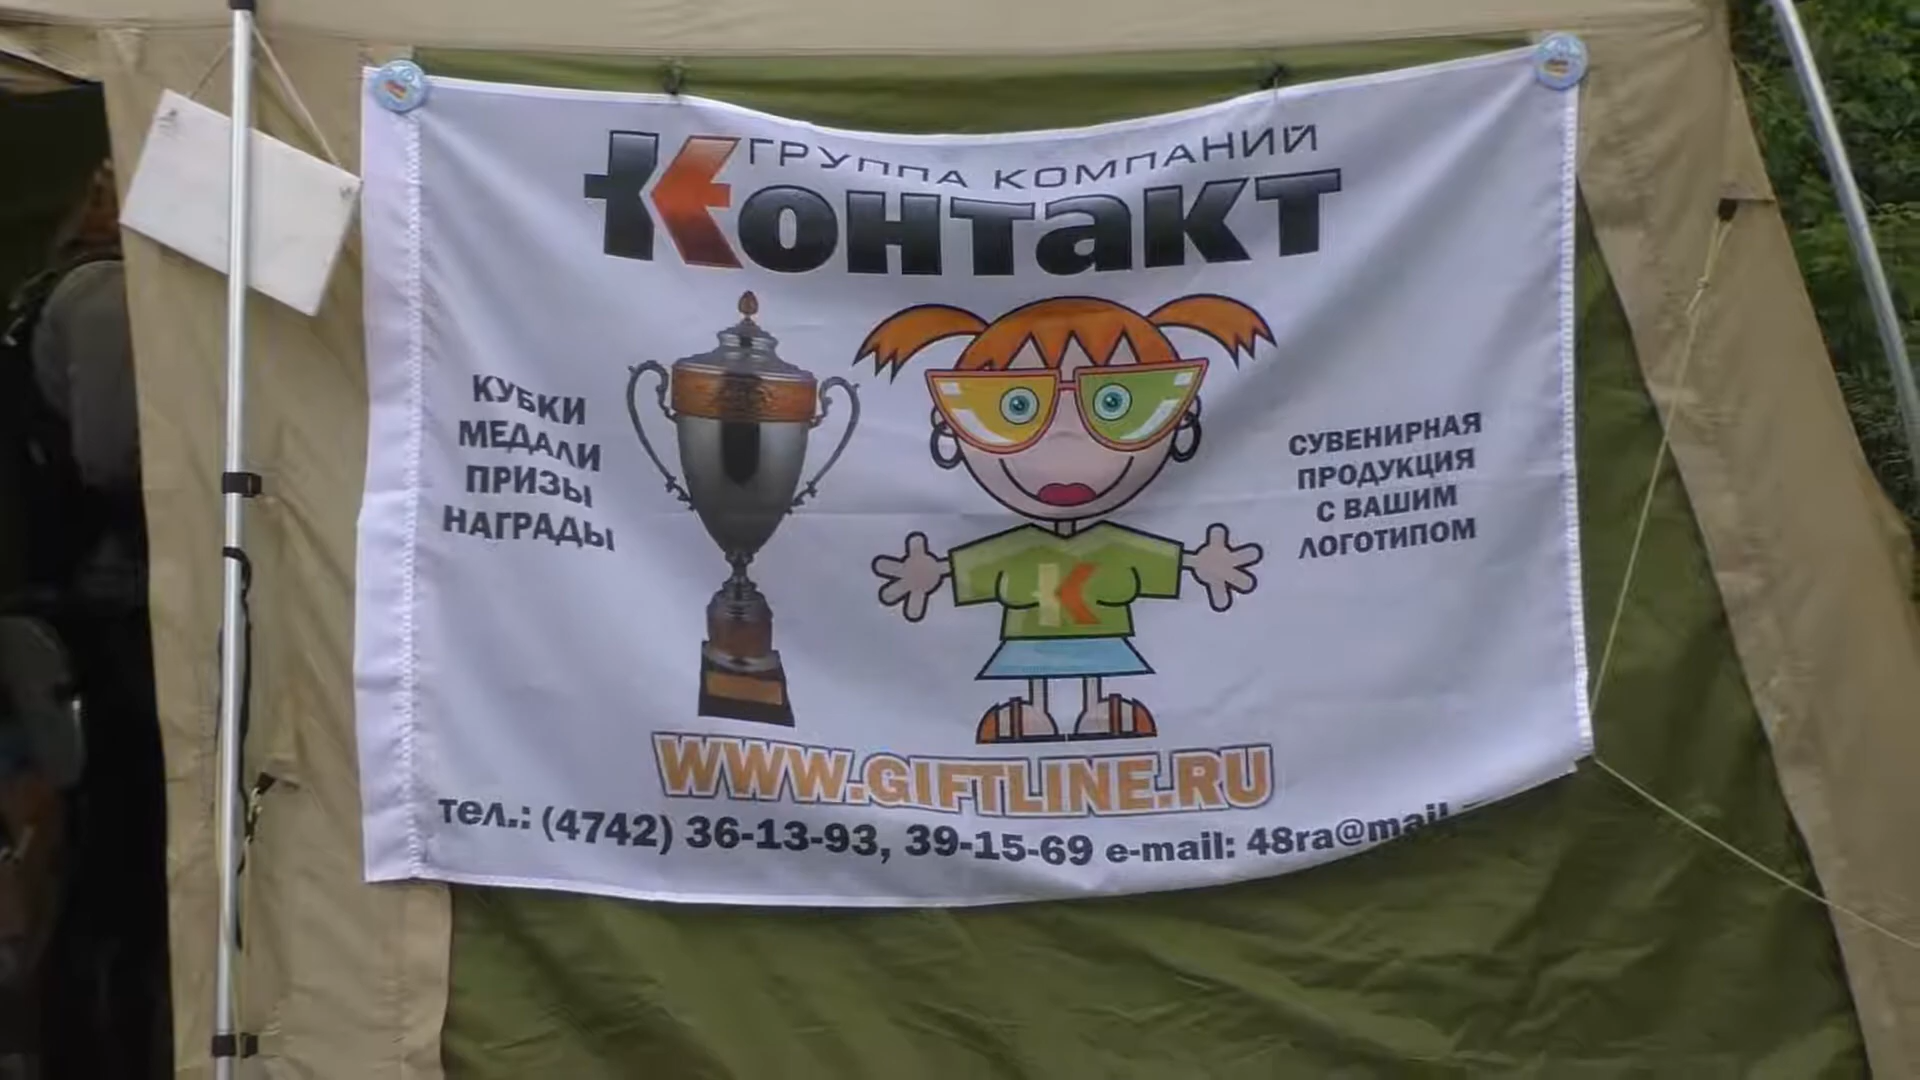 ГРУППА КОМПАНИЙ
Контакт
КУБКИ
МЕДАЛИ
ПРИЗЫ
НАГРАДЫ
СУВЕНИРНАЯ
ПРОДУКЦИЯ
С ВАШИМ
ЛОГОТИПОМ
К
WWW.GIFTLINE.RU
тел.: (4742) 36-13-93, 39-15-69 e-mail: 48ra@mail